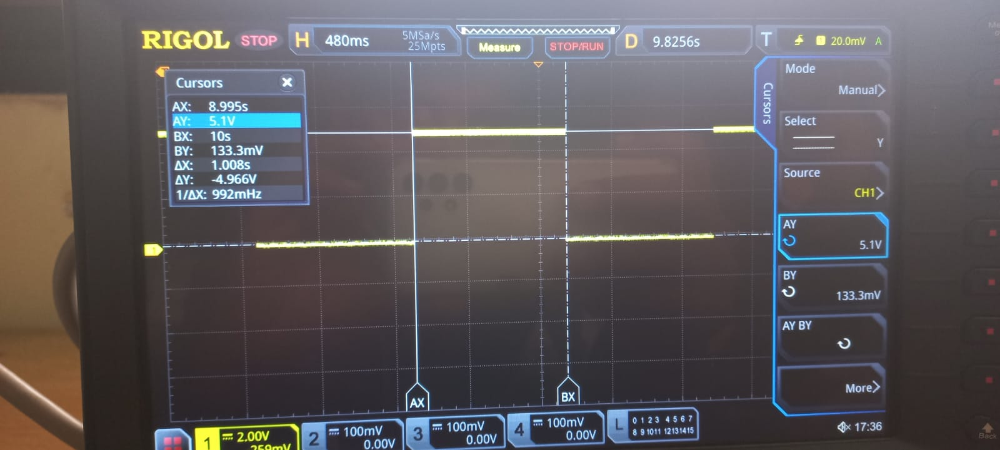 RIGOL STOP H 480ms 5MSa/s 25Mpts Measure STOP/RUN D 9.8256s T 1 20.0mV A
T
Cursors
AX: 8.995s
AY: 5.1V
BX: 10s
BY: 133.3mV
ΔX: 1.008s
ΔY: -4.966V
1/ΔX: 992mHz
1
AX
BX
Cursors
Mode
Manual
Select
Y
Source
CH1
AY
5.1V
BY
133.3mV
AY BY
More
1 2.00V 259mV
2 100mV 0.00V
3 100mV 0.00V
4 100mV 0.00V
L 0 1 2 3 4 5 6 7
8 9 10 11 12 13 14 15
17:36
Back